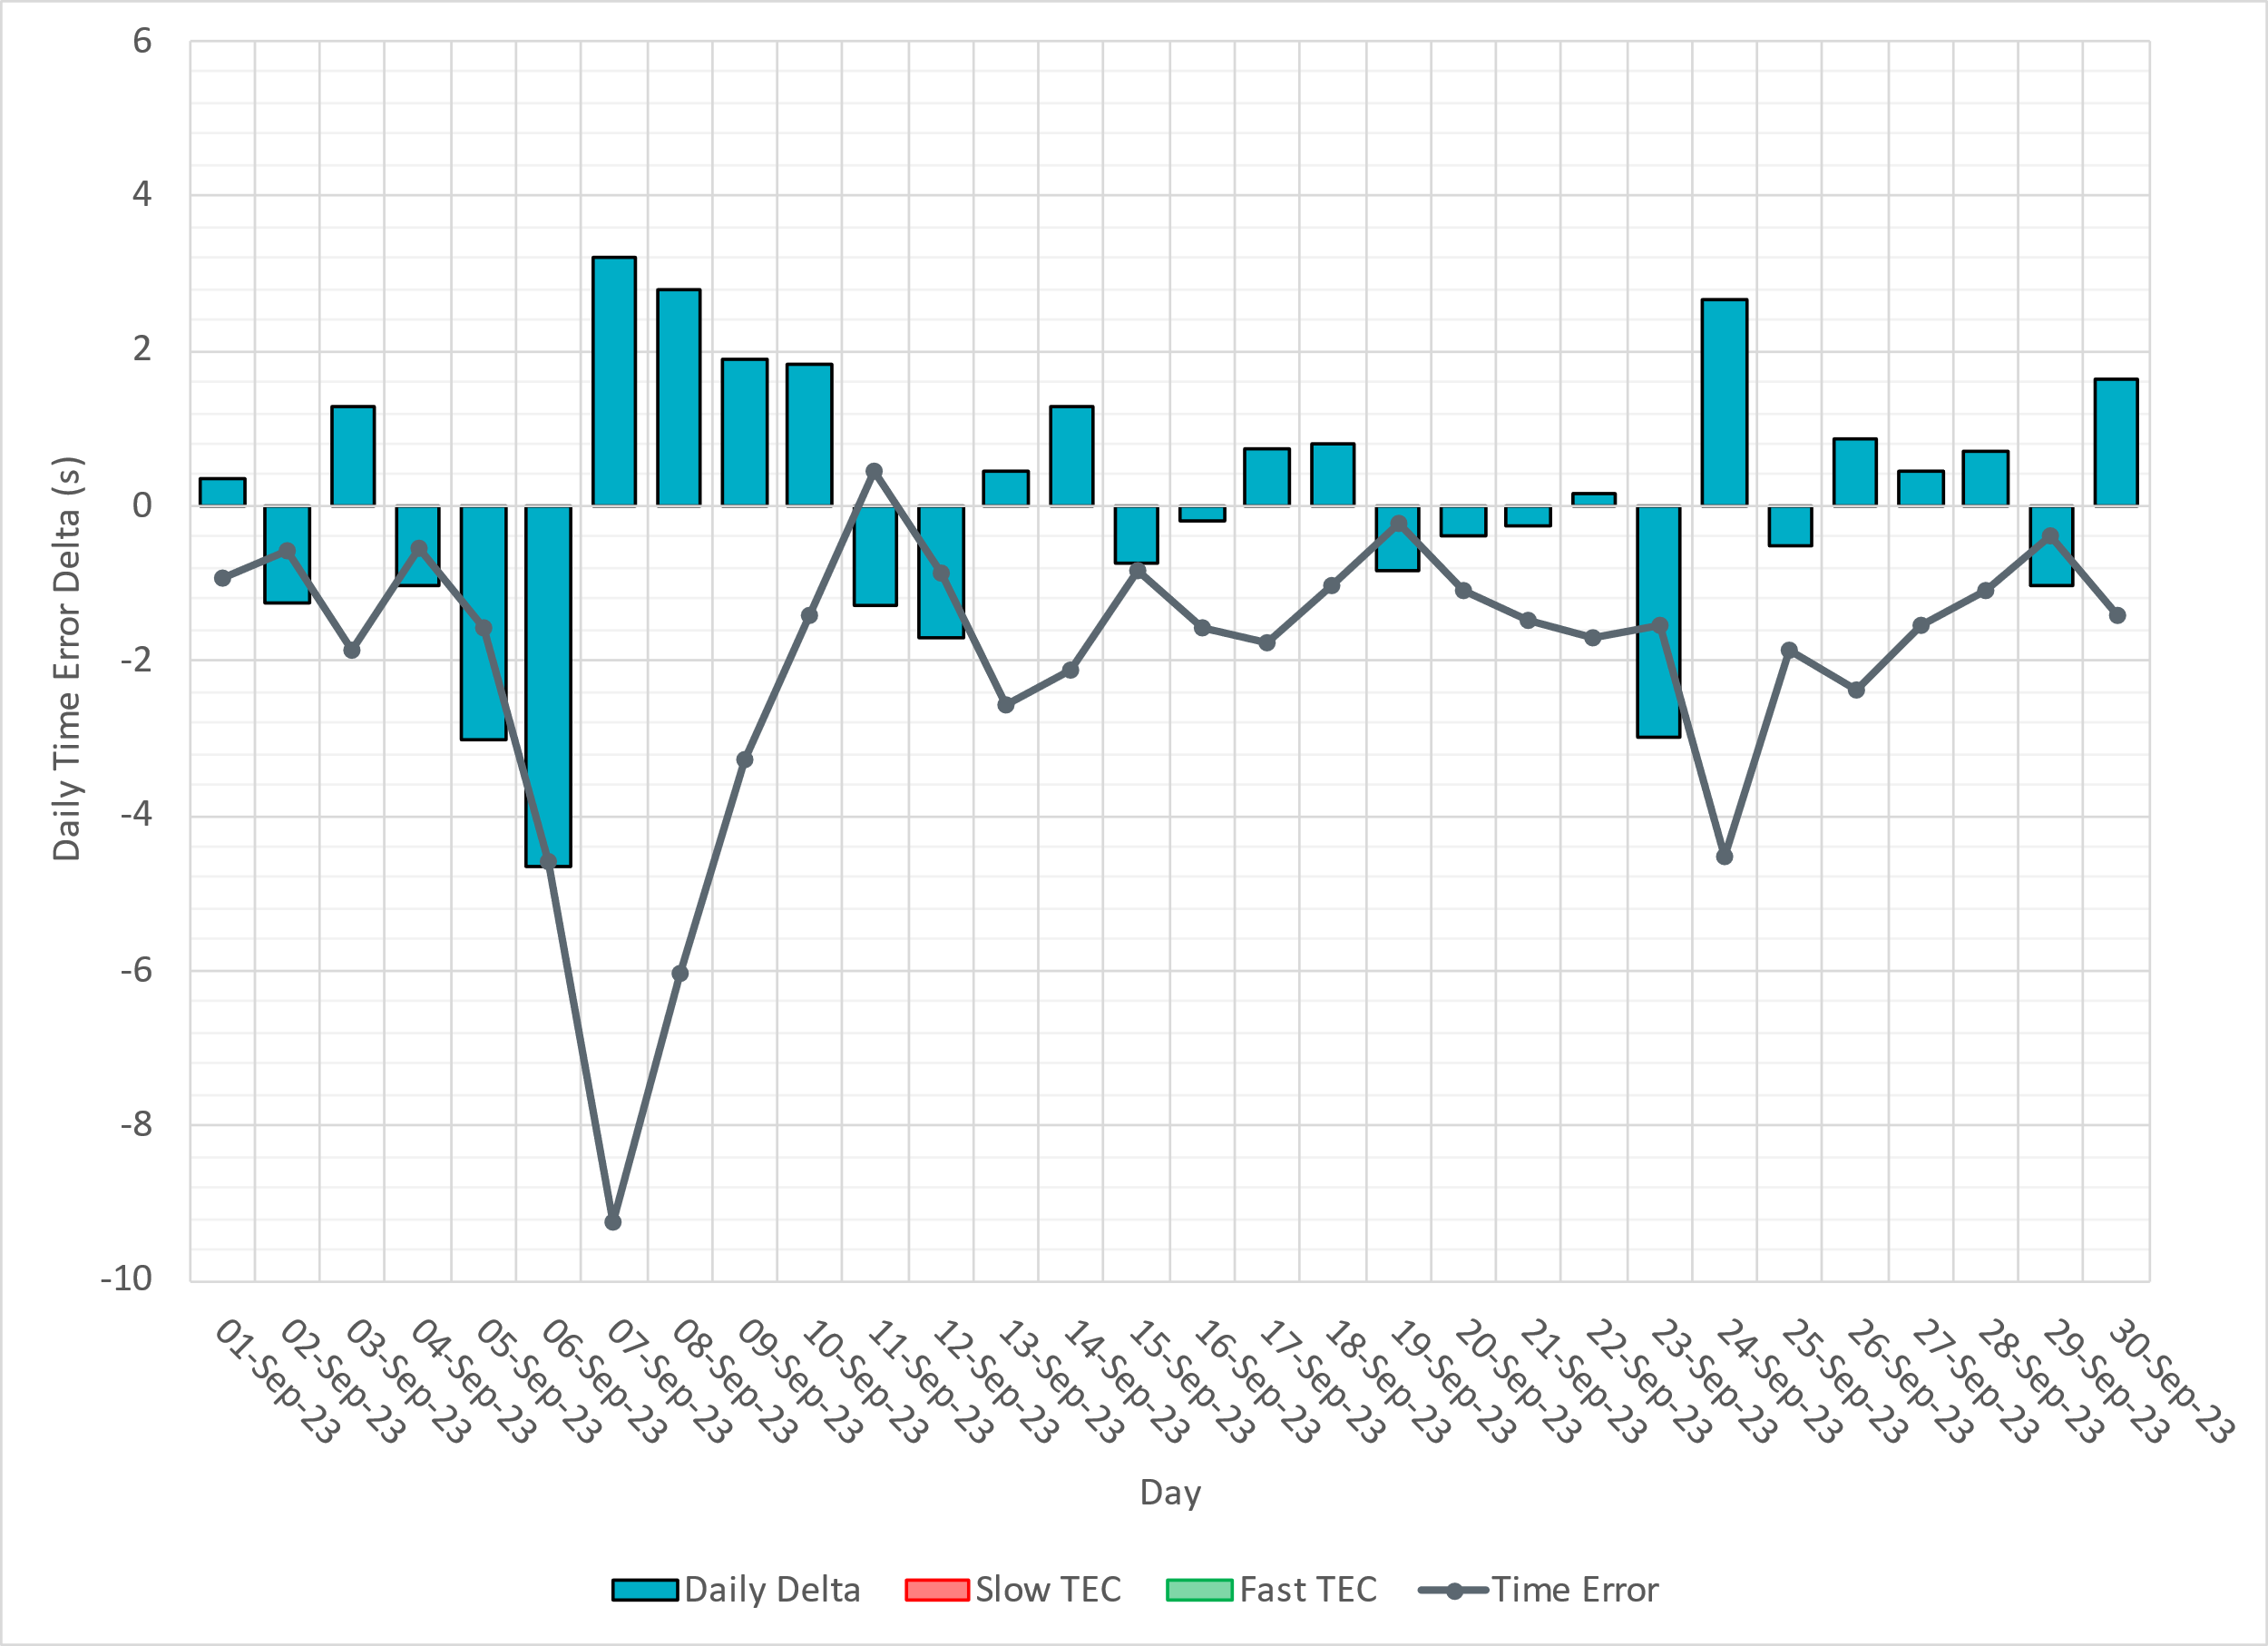 6
4
2
0
-2
-4
-6
-8
-10
Daily Time Error Delta (s)
01-Sep-23
02-Sep-23
03-Sep-23
04-Sep-23
05-Sep-23
06-Sep-23
07-Sep-23
08-Sep-23
09-Sep-23
10-Sep-23
11-Sep-23
12-Sep-23
13-Sep-23
14-Sep-23
15-Sep-23
16-Sep-23
17-Sep-23
18-Sep-23
19-Sep-23
20-Sep-23
21-Sep-23
22-Sep-23
23-Sep-23
24-Sep-23
25-Sep-23
26-Sep-23
27-Sep-23
28-Sep-23
29-Sep-23
30-Sep-23
Day
Daily Delta Slow TEC Fast TEC Time Error